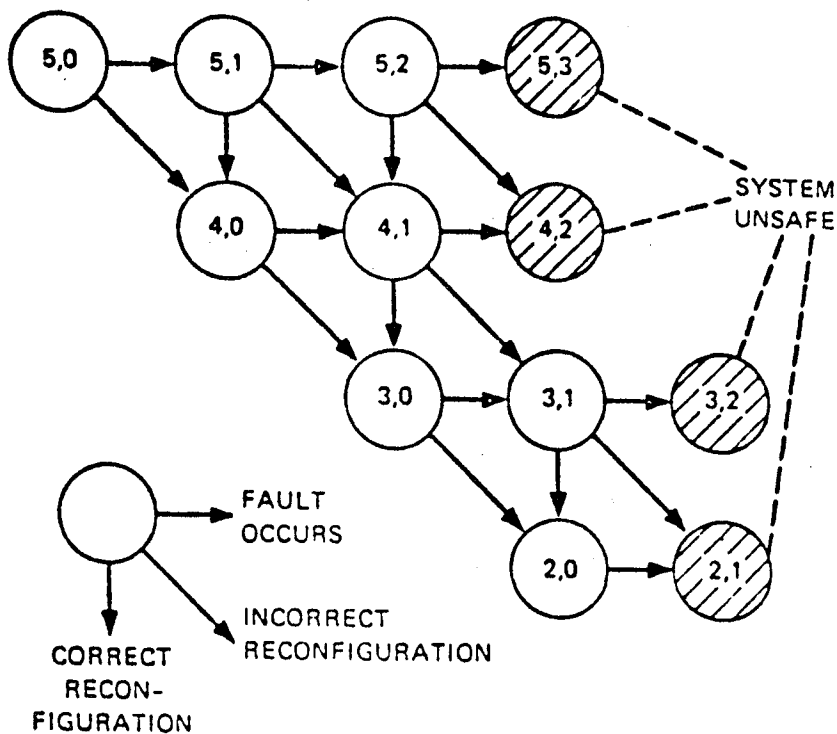 5,0
5,1
5,2
5,3
SYSTEM
UNSAFE
4,0
4,1
4,2
3,0
3,1
3,2
FAULT
OCCURS
2,0
2,1
INCORRECT
RECONFIGURATION
CORRECT
RECON-
FIGURATION